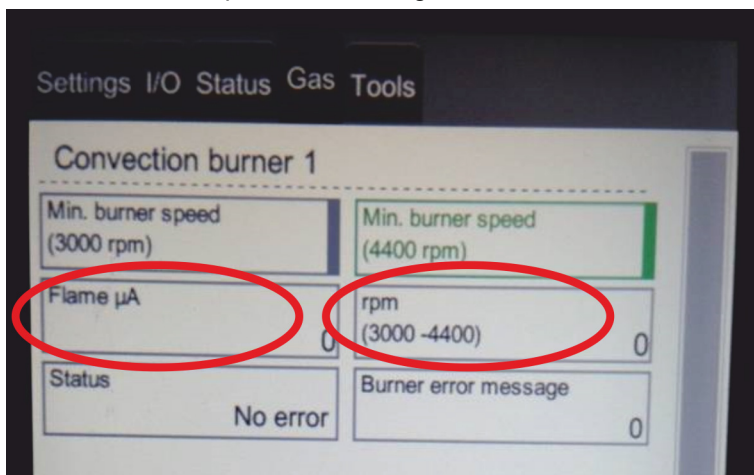 Settings I/O Status Gas Tools
Convection burner 1
Min. burner speed
(3000 rpm)
Min. burner speed
(4400 rpm)
Flame µA
0
rpm
(3000 -4400)
0
Status
No error
Burner error message
0